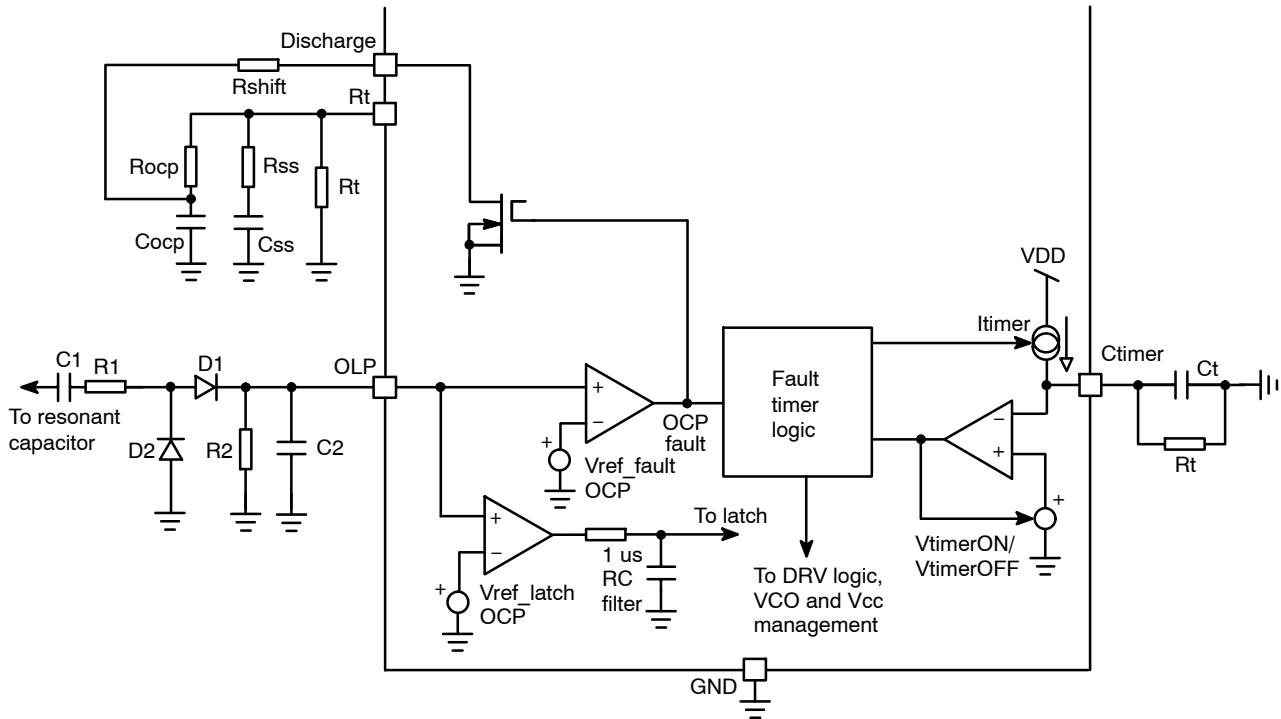 Discharge
Rshift
Rt
Rocp
Rss
Rt
Cocp
Css
VDD
Itimer
Ctimer
Ct
Rt
C1
R1
D1
OLP
To resonant
capacitor
D2
R2
C2
+
−
+
Vref_fault
OCP
OCP
fault
Fault
timer
logic
−
+
+
VtimerON/
VtimerOFF
+
−
+
Vref_latch
OCP
1 us
RC
filter
To latch
To DRV logic,
VCO and Vcc
management
GND